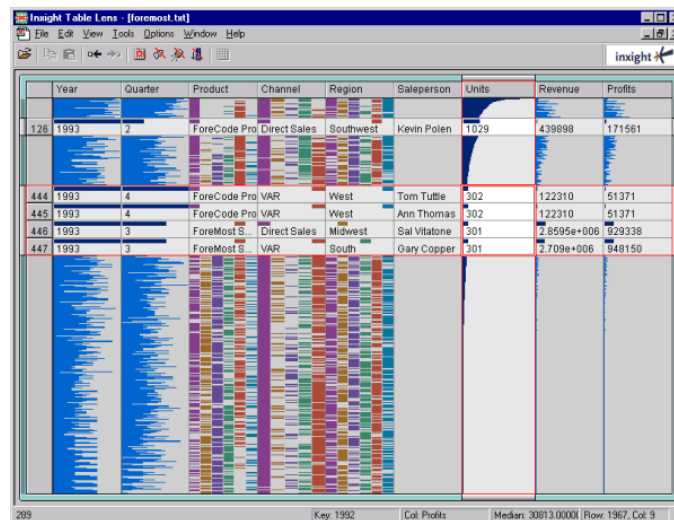 Inxight Table Lens - [foremost.txt]
File Edit View Tools Options Window Help
inxight
Year Quarter Product Channel Region Saleperson Units Revenue Profits
126 1993 2 ForeCode Pro Direct Sales Southwest Kevin Polen 1029 439898 171561
444 1993 4 ForeCode Pro VAR West Tom Tuttle 302 122310 51371
445 1993 4 ForeCode Pro VAR West Ann Thomas 302 122310 51371
446 1993 3 ForeMost S... Direct Sales Midwest Sal Vitatone 301 2.8595e+006 929338
447 1993 3 ForeMost S... VAR South Gary Copper 301 2.709e+006 948150
289 Key: 1992 Col: Profits Median: 30813.0000( Row: 1967, Col: 9